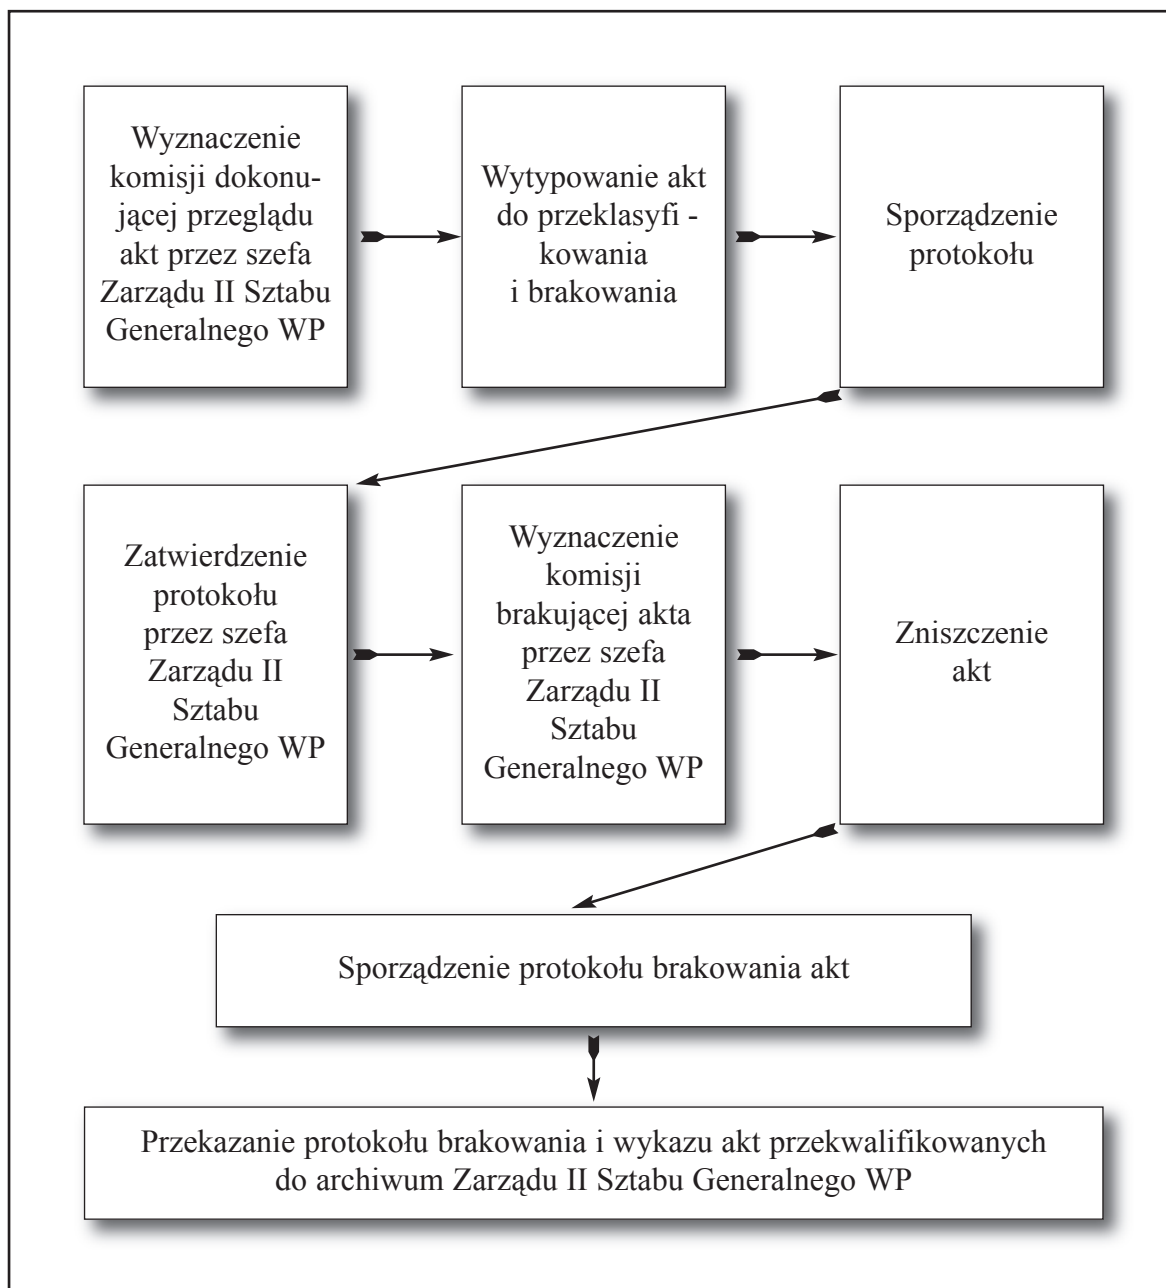 Wyznaczenie
komisji dokonu-
jącej przeglądu
akt przez szefa
Zarządu II Sztabu
Generalnego WP
Wytypowanie akt
do przeklasyfi -
kowania
i brakowania
Sporządzenie
protokołu
Zatwierdzenie
protokołu
przez szefa
Zarządu II
Sztabu
Generalnego WP
Wyznaczenie
komisji
brakującej akta
przez szefa
Zarządu II
Sztabu
Generalnego WP
Zniszczenie
akt
Sporządzenie protokołu brakowania akt
Przekazanie protokołu brakowania i wykazu akt przekwalifikowanych
do archiwum Zarządu II Sztabu Generalnego WP